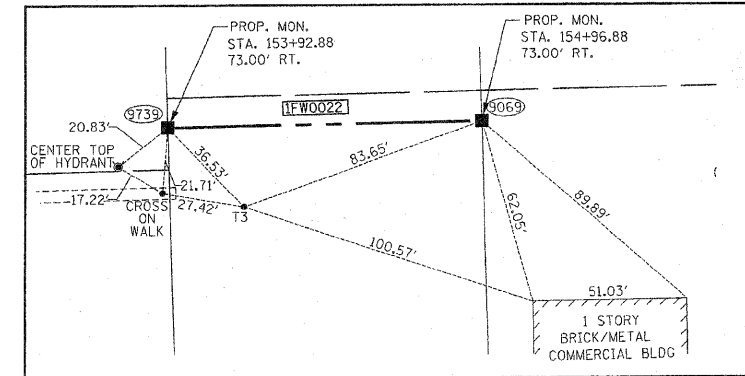 PROP. MON.
STA. 153+92.88
73.00' RT.
PROP. MON.
STA. 154+96.88
73.00' RT.
9739
1FW0022
9069
20.83'
CENTER TOP
OF HYDRANT
36.53'
83.65'
21.71'
17.22'
27.42'
CROSS
ON
WALK
T3
62.05'
89.89'
100.57'
51.03'
1 STORY
BRICK/METAL
COMMERCIAL BLDG